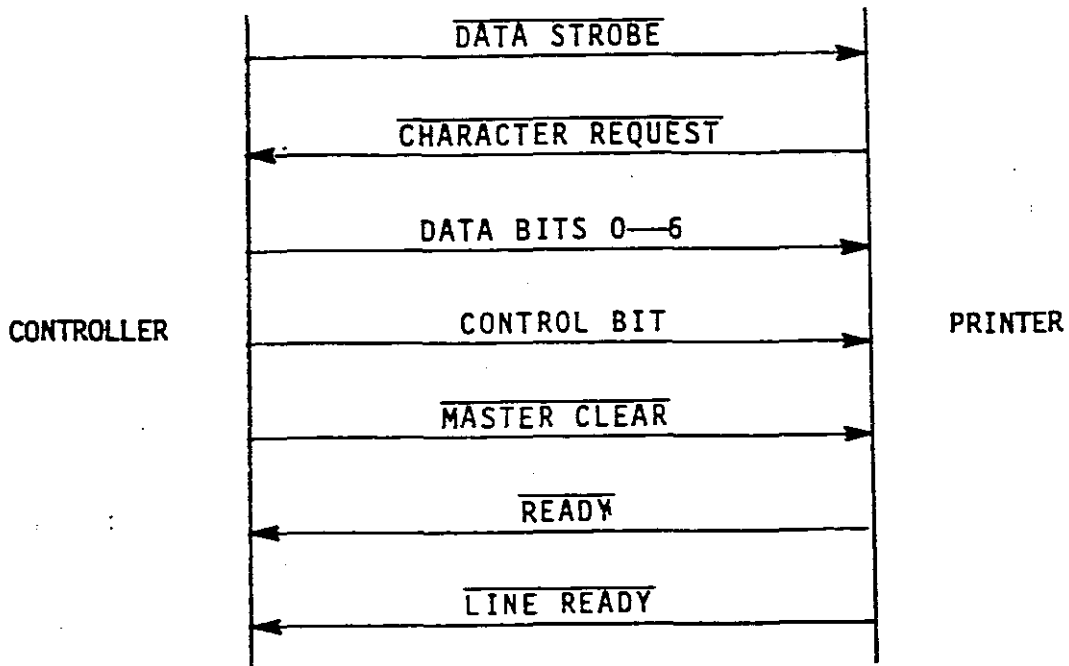 DATA STROBE
CHARACTER REQUEST
DATA BITS 0—6
CONTROLLER
CONTROL BIT
PRINTER
MASTER CLEAR
READY
LINE READY